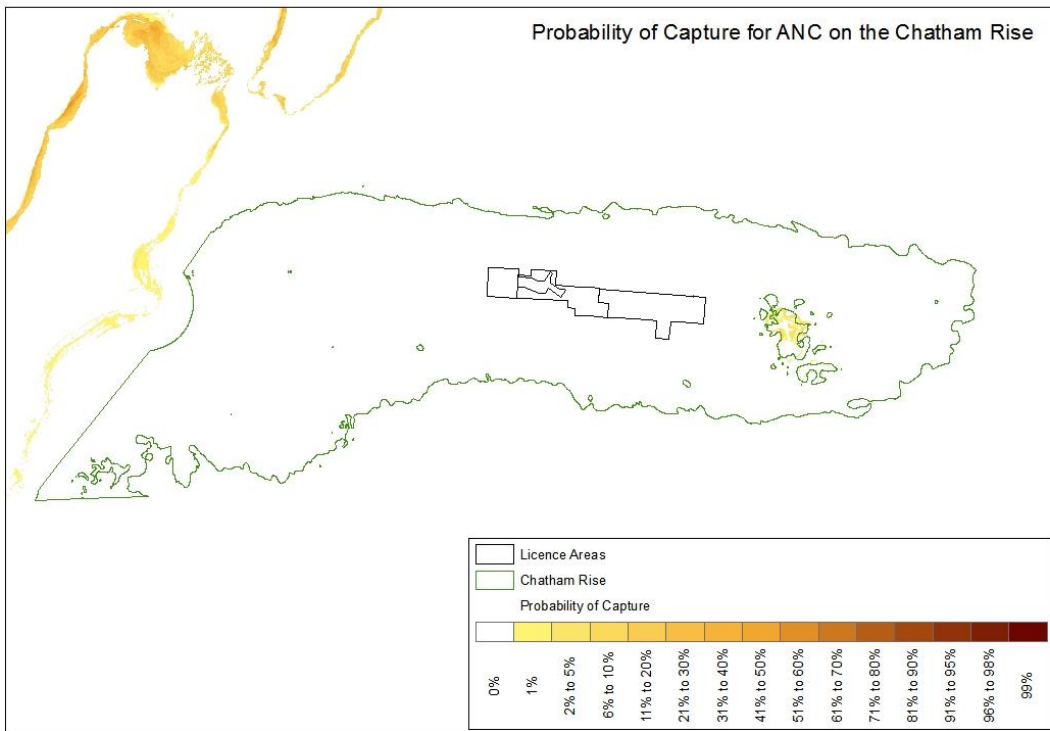 Probability of Capture for ANC on the Chatham Rise
Licence Areas
Chatham Rise
Probability of Capture
0%
1%
2% to 5%
6% to 10%
11% to 20%
21% to 30%
31% to 40%
41% to 50%
51% to 60%
61% to 70%
71% to 80%
81% to 90%
91% to 95%
96% to 98%
99%